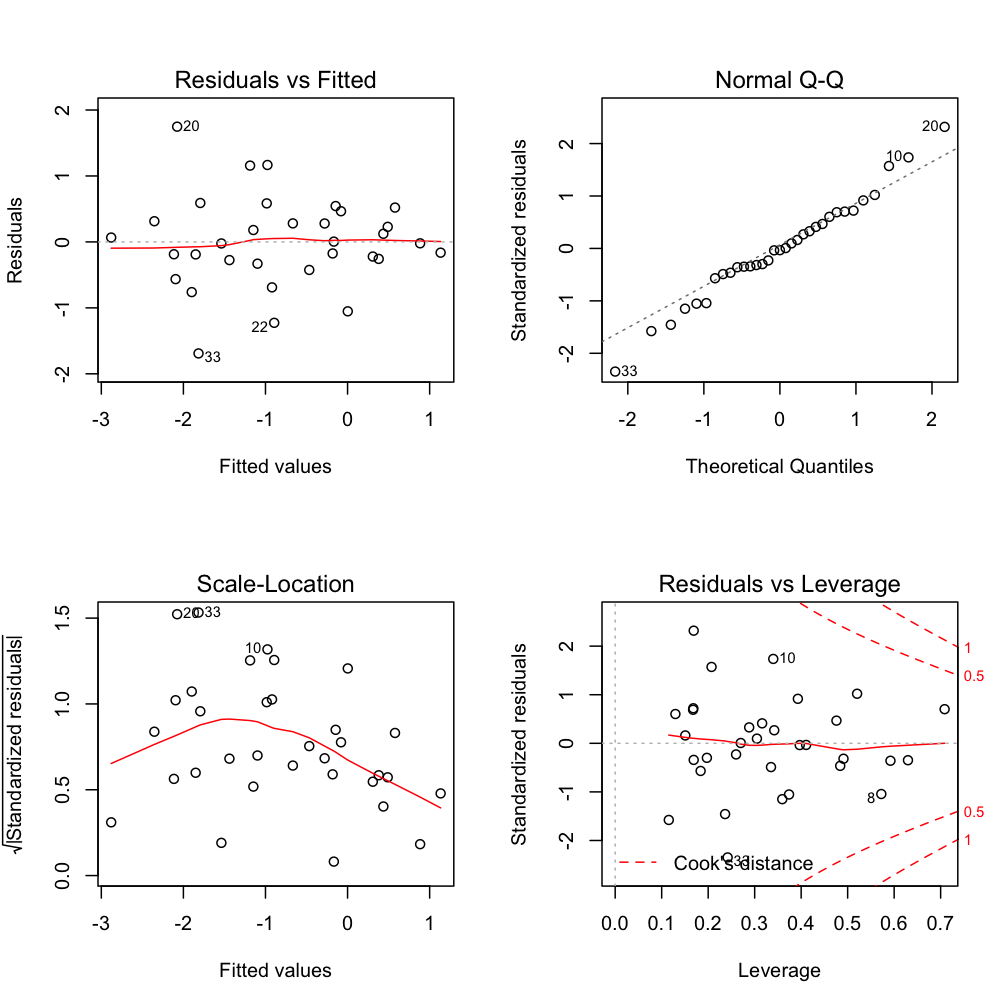 Residuals vs Fitted
Residuals
2
1
0
-1
-2
20
22
33
-3 -2 -1 0 1
Fitted values
Normal Q-Q
Standardized residuals
2
1
0
-1
-2
20
10
33
-2 -1 0 1 2
Theoretical Quantiles
Scale-Location
√|Standardized residuals|
1.5
1.0
0.5
0.0
20
33
10
-3 -2 -1 0 1
Fitted values
Residuals vs Leverage
Standardized residuals
2
1
0
-1
-2
10
8
33
Cook's distance
1
0.5
0.5
1
0.0 0.1 0.2 0.3 0.4 0.5 0.6 0.7
Leverage